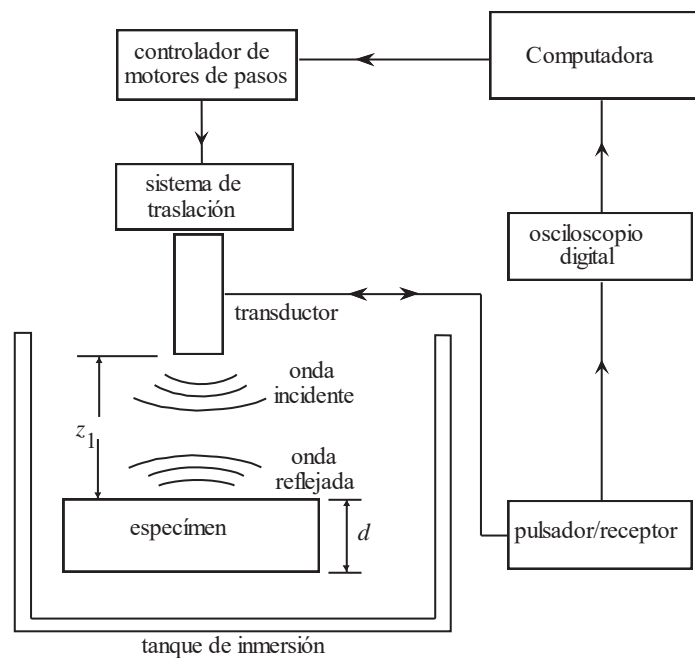 controlador de
motores de pasos
Computadora
sistema de
traslación
osciloscopio
digital
transductor
onda
incidente
z1
onda
reflejada
espécimen
d
pulsador/receptor
tanque de inmersión